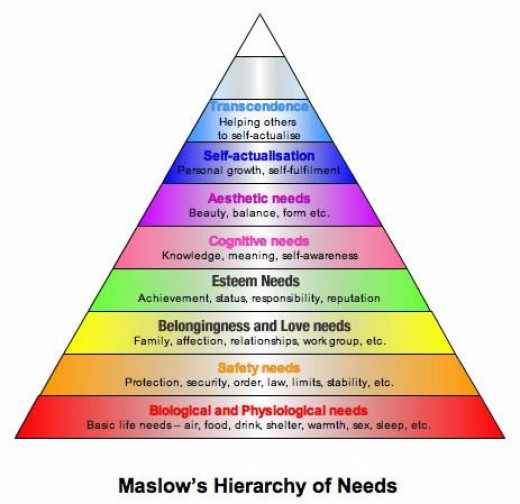 Transcendence
Helping others
to self-actualise
Self-actualisation
Personal growth, self-fulfilment
Aesthetic needs
Beauty, balance, form etc.
Cognitive needs
Knowledge, meaning, self-awareness
Esteem Needs
Achievement, status, responsibility, reputation
Belongingness and Love needs
Family, affection, relationships, work group, etc.
Safety needs
Protection, security, order, law, limits, stability, etc.
Biological and Physiological needs
Basic life needs – air, food, drink, shelter, warmth, sex, sleep, etc.
Maslow's Hierarchy of Needs